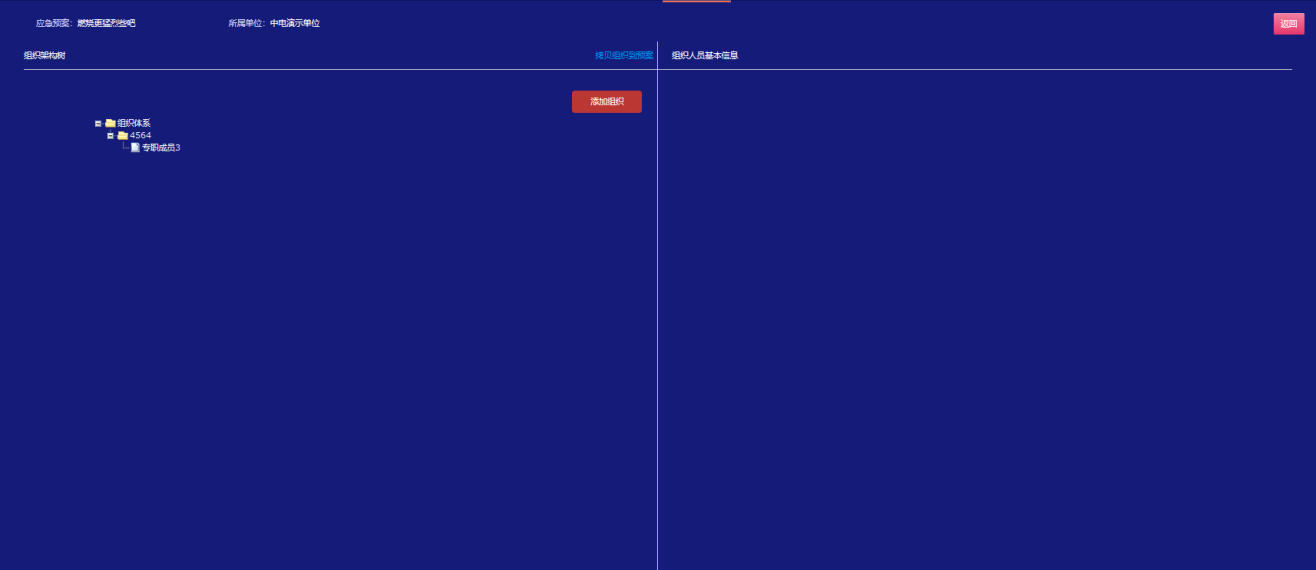 应急预案：燃烧更猛烈些吧 所属单位：中电演示单位 返回
组织架构树 拷贝组织到预案 组织人员基本信息
添加组织
组织体系
4564
专职成员3